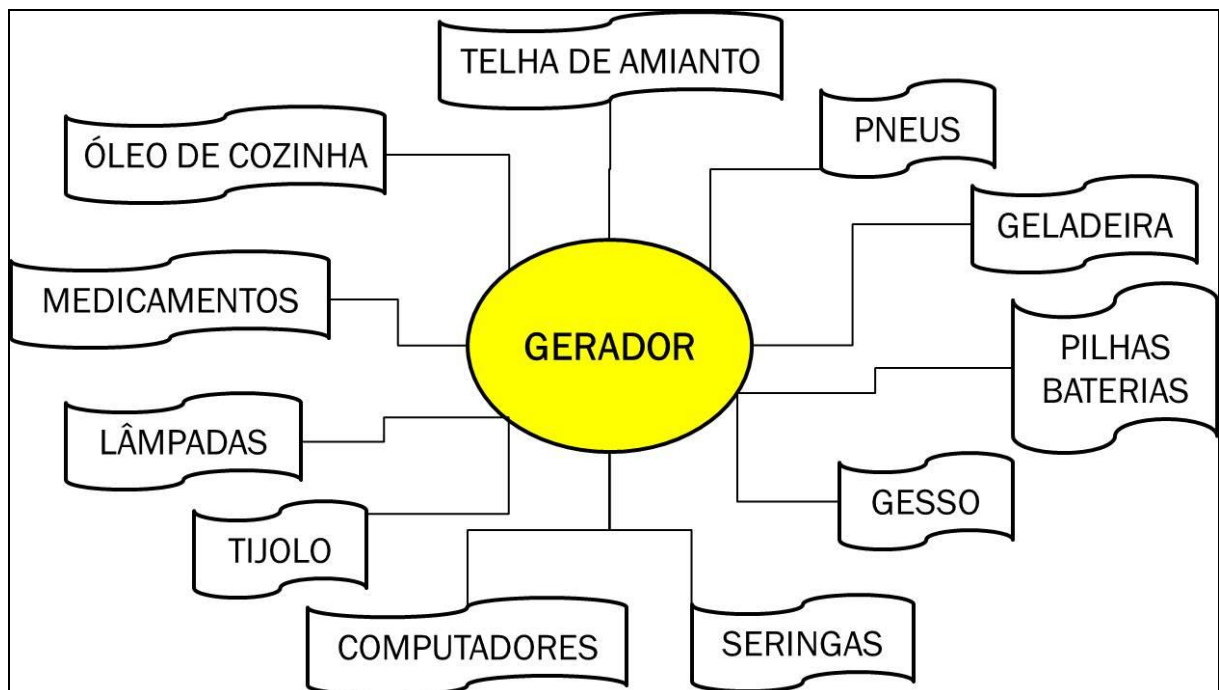 TELHA DE AMIANTO
PNEUS
ÓLEO DE COZINHA
GELADEIRA
MEDICAMENTOS
GERADOR
PILHAS
BATERIAS
LÂMPADAS
GESSO
TIJOLO
COMPUTADORES
SERINGAS